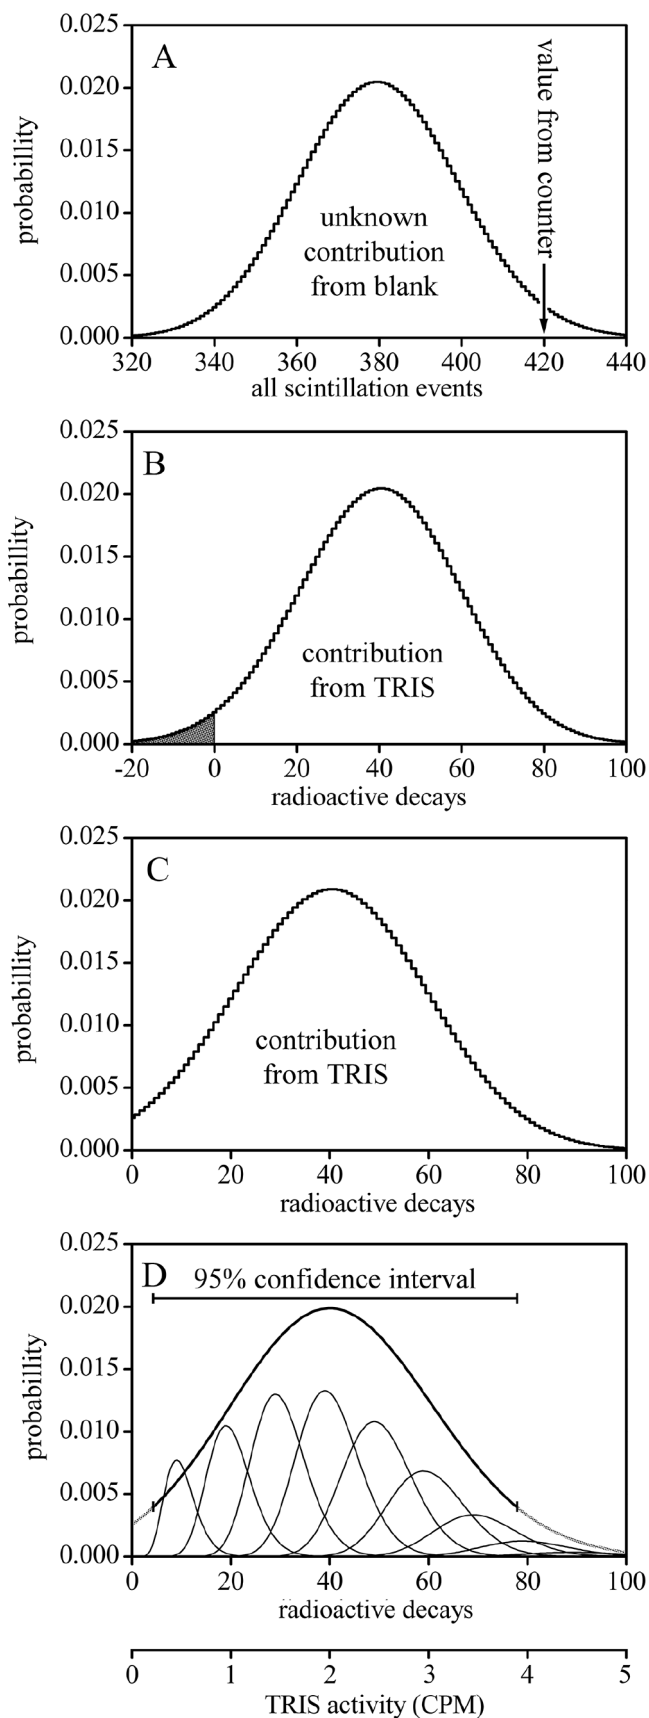 0.025
A
0.020
0.015
0.010
0.005
0.000
probabillity
value from counter
unknown
contribution
from blank
320 340 360 380 400 420 440
all scintillation events
0.025
B
0.020
0.015
0.010
0.005
0.000
probabillity
contribution
from TRIS
-20 0 20 40 60 80 100
radioactive decays
0.025
C
0.020
0.015
0.010
0.005
0.000
probabillity
contribution
from TRIS
0 20 40 60 80 100
radioactive decays
0.025
D
95% confidence interval
0.020
0.015
0.010
0.005
0.000
probabillity
0 20 40 60 80 100
radioactive decays
0 1 2 3 4 5
TRIS activity (CPM)